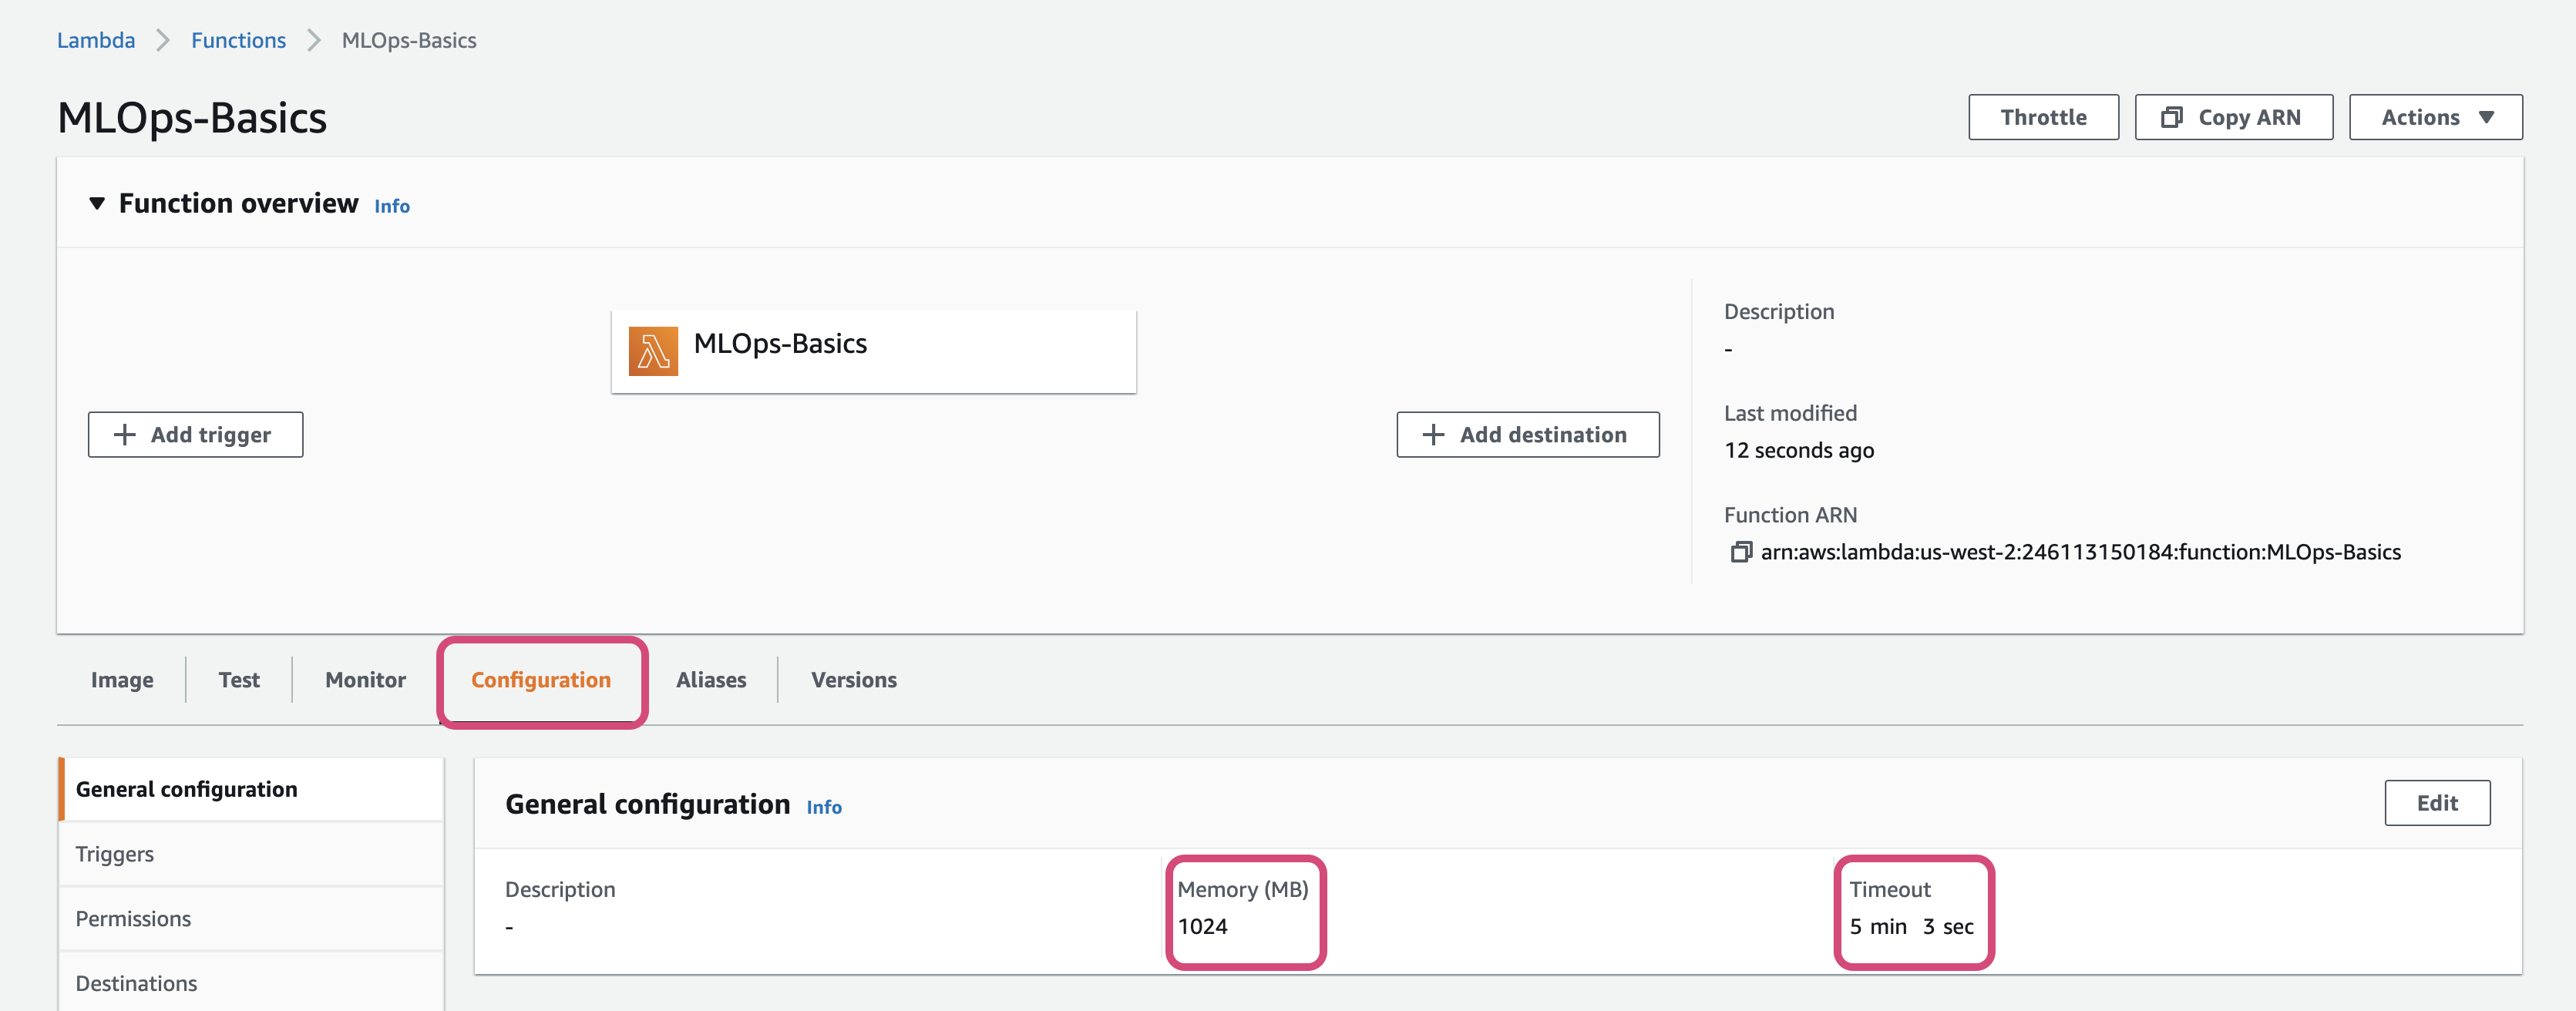 Lambda > Functions > MLOps-Basics
MLOps-Basics
Throttle Copy ARN Actions ▼
▼ Function overview Info
MLOps-Basics
+ Add trigger
+ Add destination
Description
-
Last modified
12 seconds ago
Function ARN
arn:aws:lambda:us-west-2:246113150184:function:MLOps-Basics
Image Test Monitor Configuration Aliases Versions
General configuration
Triggers
Permissions
Destinations
General configuration Info
Edit
Description
-
Memory (MB)
1024
Timeout
5 min 3 sec